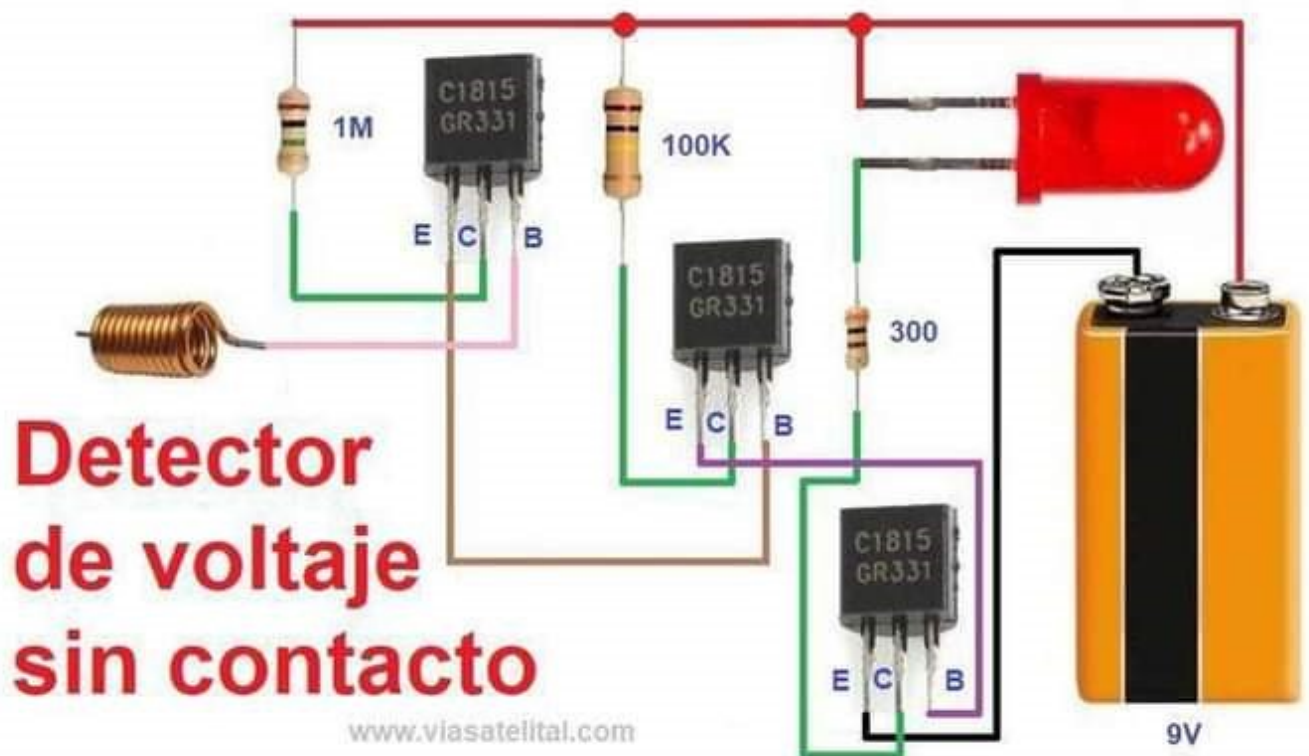 C1815
GR331
1M
100K
E C B
C1815
GR331
300
E C B
Detector
de voltaje
sin contacto
C1815
GR331
E C B
www.viasatelital.com
9V